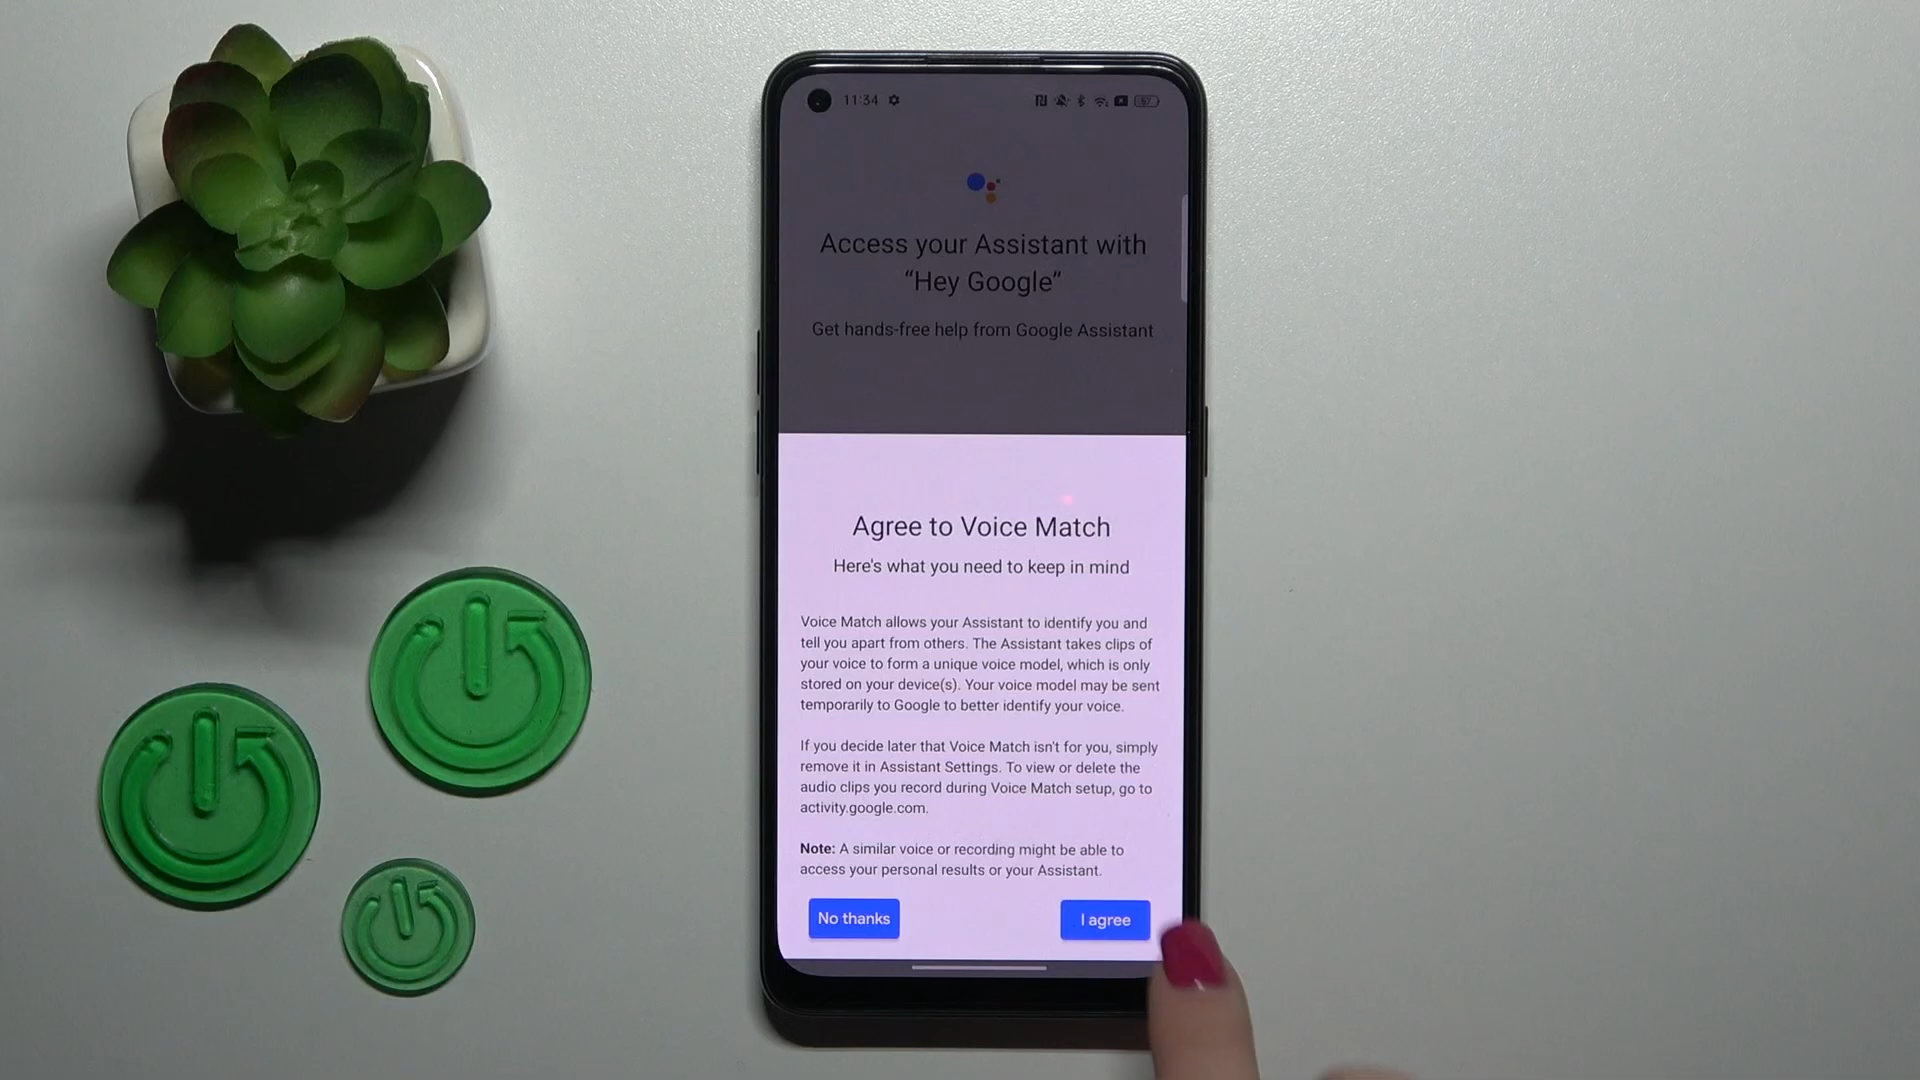 11:34
67
Access your Assistant with
“Hey Google”
Get hands-free help from Google Assistant
Agree to Voice Match
Here's what you need to keep in mind
Voice Match allows your Assistant to identify you and
tell you apart from others. The Assistant takes clips of
your voice to form a unique voice model, which is only
stored on your device(s). Your voice model may be sent
temporarily to Google to better identify your voice.
If you decide later that Voice Match isn't for you, simply
remove it in Assistant Settings. To view or delete the
audio clips you record during Voice Match setup, go to
activity.google.com.
Note: A similar voice or recording might be able to
access your personal results or your Assistant.
No thanks
I agree